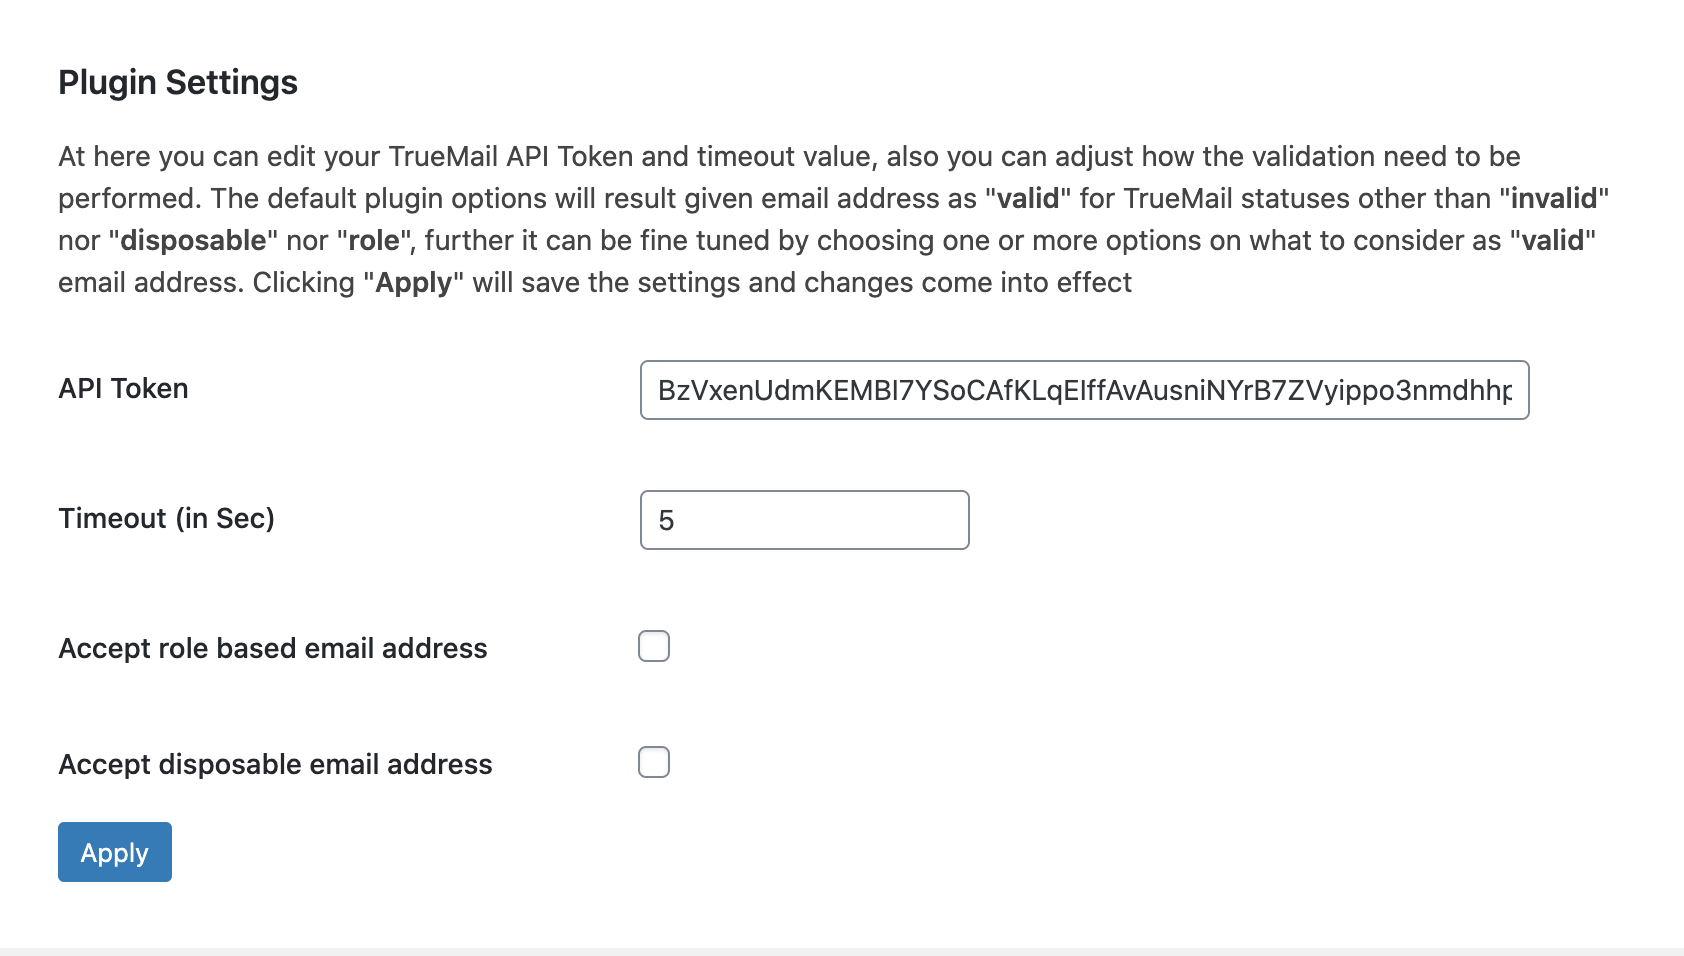 Plugin Settings
At here you can edit your TrueMail API Token and timeout value, also you can adjust how the validation need to be
performed. The default plugin options will result given email address as "valid" for TrueMail statuses other than "invalid"
nor "disposable" nor "role", further it can be fine tuned by choosing one or more options on what to consider as "valid"
email address. Clicking "Apply" will save the settings and changes come into effect
API Token
BzVxenUdmKEMBI7YSoCAfKLqEIffAvAusniNYrB7ZVyippo3nmdhhp
Timeout (in Sec)
5
Accept role based email address
Accept disposable email address
Apply